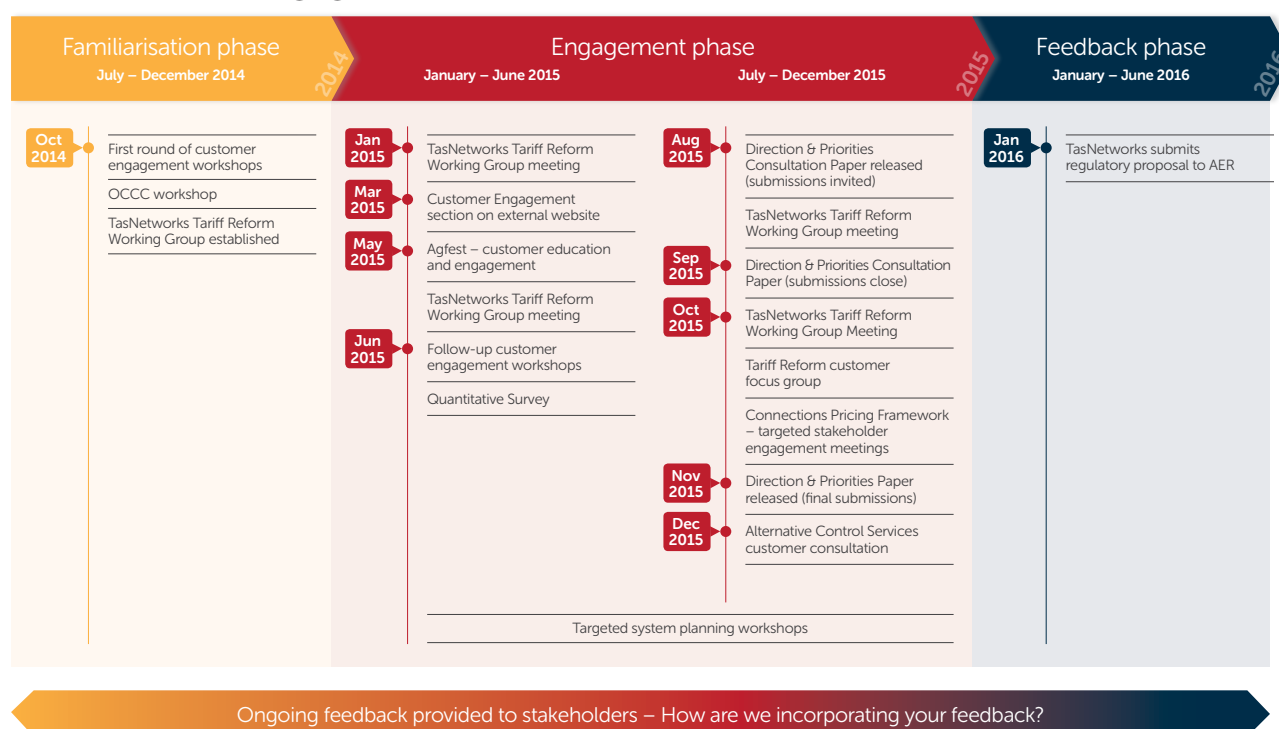 Familiarisation phase
July – December 2014
2014
Engagement phase
January – June 2015
July – December 2015
2015
Feedback phase
January – June 2016
2016
Oct
2014
First round of customer
engagement workshops
OCCC workshop
TasNetworks Tariff Reform
Working Group established
Jan
2015
TasNetworks Tariff Reform
Working Group meeting
Mar
2015
Customer Engagement
section on external website
May
2015
Agfest – customer education
and engagement
TasNetworks Tariff Reform
Working Group meeting
Jun
2015
Follow-up customer
engagement workshops
Quantitative Survey
Aug
2015
Direction & Priorities
Consultation Paper released
(submissions invited)
TasNetworks Tariff Reform
Working Group meeting
Sep
2015
Direction & Priorities Consultation
Paper (submissions close)
Oct
2015
TasNetworks Tariff Reform
Working Group Meeting
Tariff Reform customer
focus group
Connections Pricing Framework
– targeted stakeholder
engagement meetings
Nov
2015
Direction & Priorities Paper
released (final submissions)
Dec
2015
Alternative Control Services
customer consultation
Targeted system planning workshops
Jan
2016
TasNetworks submits
regulatory proposal to AER
Ongoing feedback provided to stakeholders – How are we incorporating your feedback?